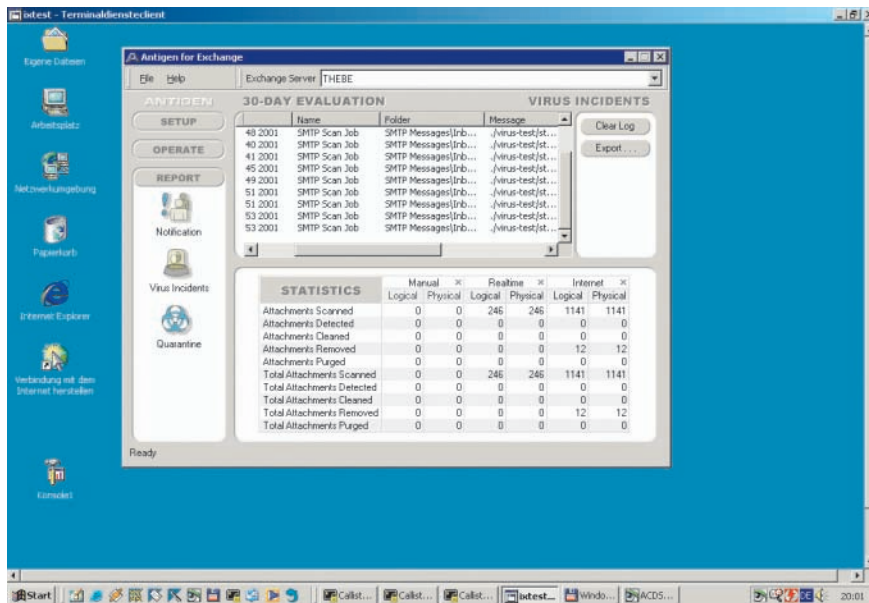 ixtest - Terminaldiensteclient
Eigene Dateien
Arbeitsplatz
Netzwerkumgebung
Papierkorb
Internet Explorer
Verbindung mit dem
Internet herstellen
Konsole1
Antigen for Exchange
File Help
Exchange Server THEBE
ANTIGEN
SETUP
OPERATE
REPORT
Notification
Virus Incidents
Quarantine
30-DAY EVALUATION VIRUS INCIDENTS
Name Folder Message
48 2001 SMTP Scan Job SMTP Messages\Inb... ./virus-test/st...
40 2001 SMTP Scan Job SMTP Messages\Inb... ./virus-test/st...
41 2001 SMTP Scan Job SMTP Messages\Inb... ./virus-test/st...
45 2001 SMTP Scan Job SMTP Messages\Inb... ./virus-test/st...
49 2001 SMTP Scan Job SMTP Messages\Inb... ./virus-test/st...
51 2001 SMTP Scan Job SMTP Messages\Inb... ./virus-test/st...
51 2001 SMTP Scan Job SMTP Messages\Inb... ./virus-test/st...
53 2001 SMTP Scan Job SMTP Messages\Inb... ./virus-test/st...
53 2001 SMTP Scan Job SMTP Messages\Inb... ./virus-test/st...
Clear Log
Export . . .
STATISTICS
Manual × Realtime × Internet ×
Logical Physical Logical Physical Logical Physical
Attachments Scanned 0 0 246 246 1141 1141
Attachments Detected 0 0 0 0 0 0
Attachments Cleaned 0 0 0 0 0 0
Attachments Removed 0 0 0 0 12 12
Attachments Purged 0 0 0 0 0 0
Total Attachments Scanned 0 0 246 246 1141 1141
Total Attachments Detected 0 0 0 0 0 0
Total Attachments Cleaned 0 0 0 0 0 0
Total Attachments Removed 0 0 0 0 12 12
Total Attachments Purged 0 0 0 0 0 0
Ready
Start Callist... Callist... Callist... ixtest... Windo... ACDS... DE 20:01